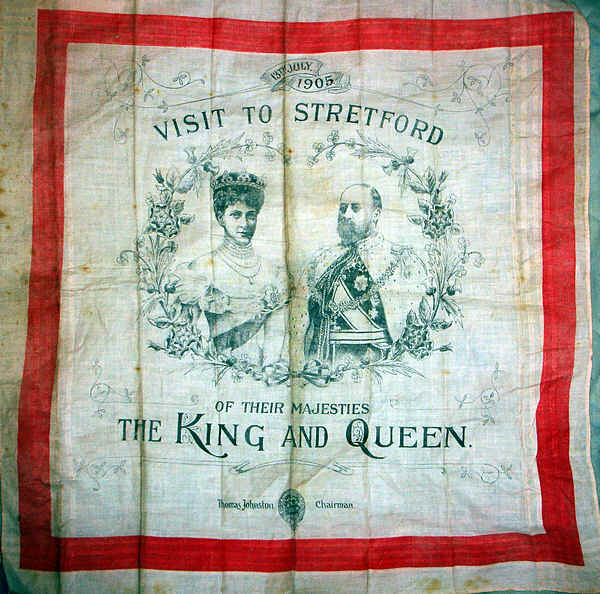 13TH JULY
1905
VISIT TO STRETFORD
OF THEIR MAJESTIES
THE KING AND QUEEN.
Thomas Johnston Chairman